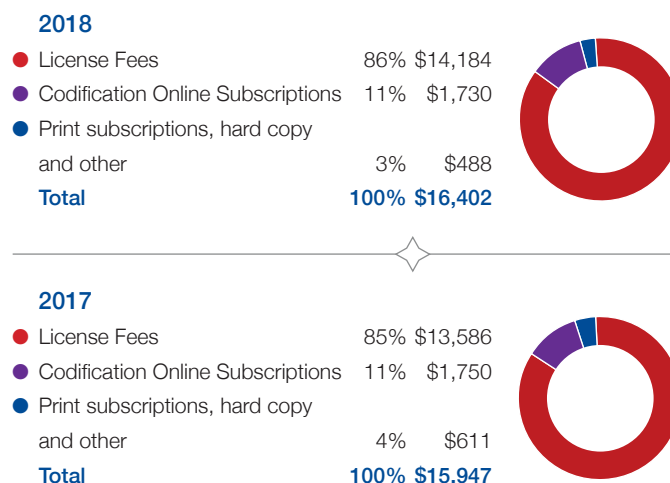 2018
License Fees 86% $14,184
Codification Online Subscriptions 11% $1,730
Print subscriptions, hard copy
and other 3% $488
Total 100% $16,402
2017
License Fees 85% $13,586
Codification Online Subscriptions 11% $1,750
Print subscriptions, hard copy
and other 4% $611
Total 100% $15,947